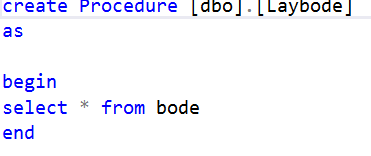 create Procedure [dbo].[Laybode]
as
begin
select * from bode
end